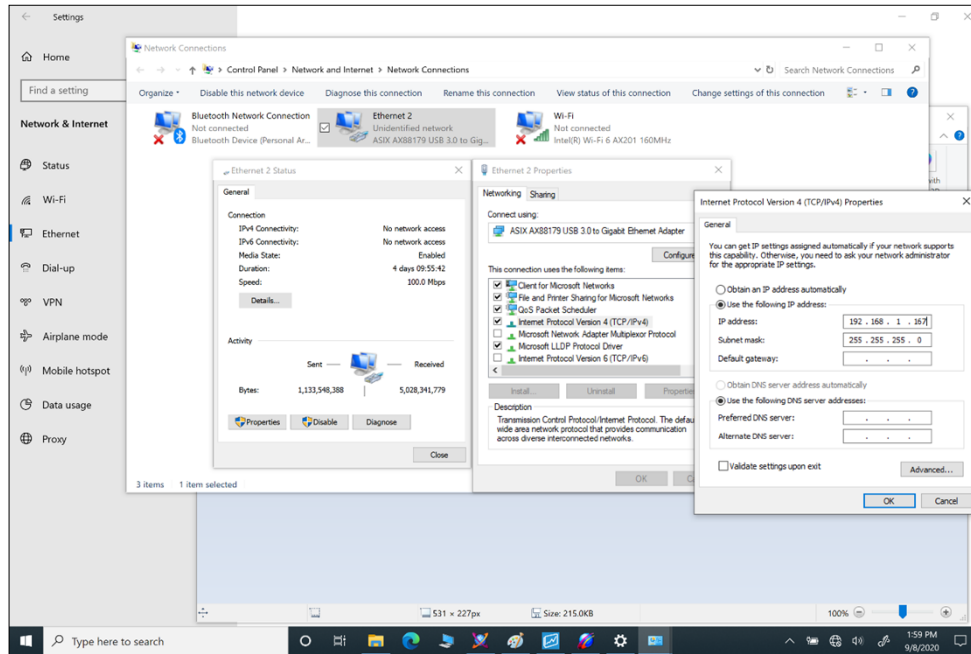 Settings
Home
Find a setting
Network & Internet
Status
Wi-Fi
Ethernet
Dial-up
VPN
Airplane mode
Mobile hotspot
Data usage
Proxy
Network Connections
Control Panel > Network and Internet > Network Connections
Search Network Connections
Organize
Disable this network device
Diagnose this connection
Rename this connection
View status of this connection
Change settings of this connection
Bluetooth Network Connection
Not connected
Bluetooth Device (Personal Ar...
Ethernet 2
Unidentified network
ASIX AX88179 USB 3.0 to Gig...
Wi-Fi
Not connected
Intel(R) Wi-Fi 6 AX201 160MHz
Ethernet 2 Status
General
Connection
IPv4 Connectivity: No network access
IPv6 Connectivity: No network access
Media State: Enabled
Duration: 4 days 09:55:42
Speed: 100.0 Mbps
Details...
Activity
Sent Received
Bytes: 1,133,548,388 5,028,341,779
Properties Disable Diagnose
Close
3 items 1 item selected
Ethernet 2 Properties
Networking Sharing
Connect using:
ASIX AX88179 USB 3.0 to Gigabit Ethernet Adapter
Configure
This connection uses the following items:
Client for Microsoft Networks
File and Printer Sharing for Microsoft Networks
QoS Packet Scheduler
Internet Protocol Version 4 (TCP/IPv4)
Microsoft Network Adapter Multiplexor Protocol
Microsoft LLDP Protocol Driver
Internet Protocol Version 6 (TCP/IPv6)
Install... Uninstall Propertie
Description
Transmission Control Protocol/Internet Protocol. The defau
wide area network protocol that provides communication
across diverse interconnected networks.
OK
Internet Protocol Version 4 (TCP/IPv4) Properties
General
You can get IP settings assigned automatically if your network supports
this capability. Otherwise, you need to ask your network administrator
for the appropriate IP settings.
Obtain an IP address automatically
Use the following IP address:
IP address: 192 . 168 . 1 . 167
Subnet mask: 255 . 255 . 255 . 0
Default gateway: . . .
Obtain DNS server address automatically
Use the following DNS server addresses:
Preferred DNS server: . . .
Alternate DNS server: . . .
Validate settings upon exit
Advanced...
OK Cancel
531 × 227px
Size: 215.0KB
100%
Type here to search
1:59 PM
9/8/2020